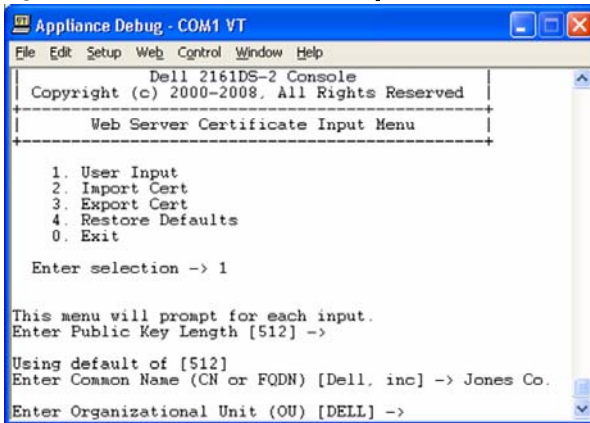 Appliance Debug - COM1 VT
File Edit Setup Web Control Window Help
| Dell 2161DS-2 Console |
| Copyright (c) 2000-2008, All Rights Reserved |
+-----------------------------------------------+
| Web Server Certificate Input Menu |
+-----------------------------------------------+
1. User Input
2. Import Cert
3. Export Cert
4. Restore Defaults
0. Exit
Enter selection -> 1
This menu will prompt for each input.
Enter Public Key Length [512] ->
Using default of [512]
Enter Common Name (CN or FQDN) [Dell, inc] -> Jones Co.
Enter Organizational Unit (OU) [DELL] ->